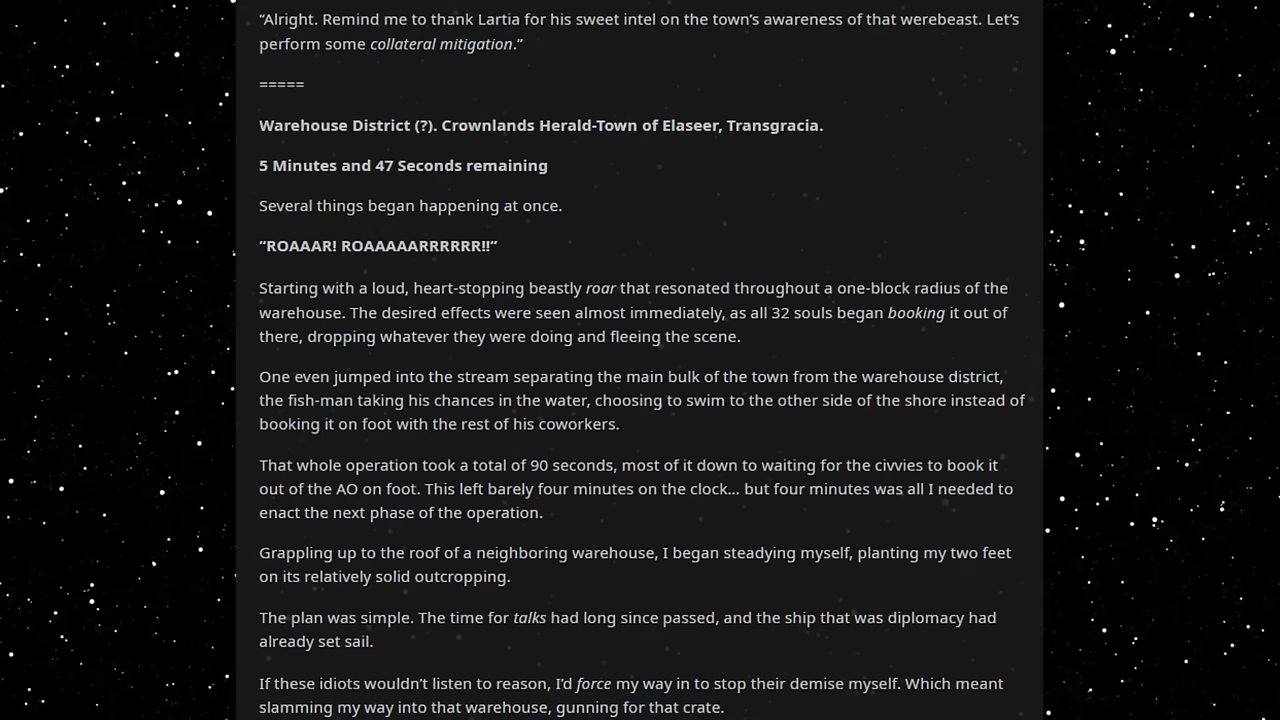 “Alright. Remind me to thank Lartia for his sweet intel on the town’s awareness of that werebeast. Let’s
perform some collateral mitigation.”
=====
Warehouse District (?). Crownlands Herald-Town of Elaseer, Transgracia.
5 Minutes and 47 Seconds remaining
Several things began happening at once.
“ROAAAR! ROAAAAARRRRRR!!”
Starting with a loud, heart-stopping beastly roar that resonated throughout a one-block radius of the
warehouse. The desired effects were seen almost immediately, as all 32 souls began booking it out of
there, dropping whatever they were doing and fleeing the scene.
One even jumped into the stream separating the main bulk of the town from the warehouse district,
the fish-man taking his chances in the water, choosing to swim to the other side of the shore instead of
booking it on foot with the rest of his coworkers.
That whole operation took a total of 90 seconds, most of it down to waiting for the civvies to book it
out of the AO on foot. This left barely four minutes on the clock… but four minutes was all I needed to
enact the next phase of the operation.
Grappling up to the roof of a neighboring warehouse, I began steadying myself, planting my two feet
on its relatively solid outcropping.
The plan was simple. The time for talks had long since passed, and the ship that was diplomacy had
already set sail.
If these idiots wouldn’t listen to reason, I’d force my way in to stop their demise myself. Which meant
slamming my way into that warehouse, gunning for that crate.